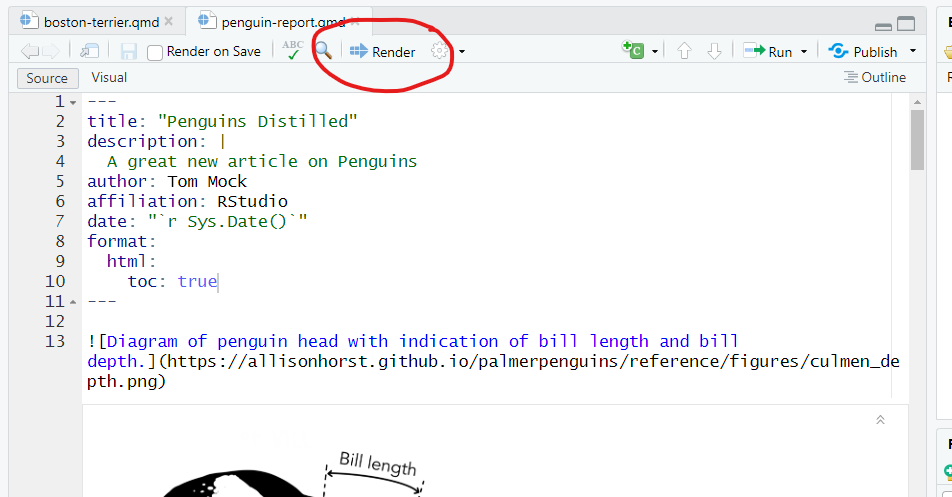 boston-terrier.qmd penguin-report.qmd
Render on Save ABC Render Run Publish
Source Visual Outline
1 ---
2 title: "Penguins Distilled"
3 description: |
4 A great new article on Penguins
5 author: Tom Mock
6 affiliation: RStudio
7 date: "`r Sys.Date()`"
8 format:
9 html:
10 toc: true
11 ---
12
13 ![Diagram of penguin head with indication of bill length and bill
depth.](https://allisonhorst.github.io/palmerpenguins/reference/figures/culmen_de
pth.png)
Bill length